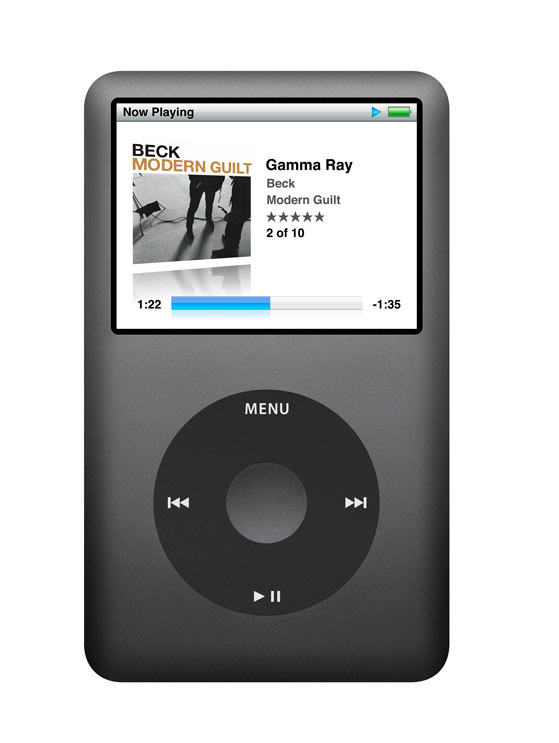 Now Playing
BECK
MODERN GUILT
Gamma Ray
Beck
Modern Guilt
2 of 10
1:22 -1:35
MENU